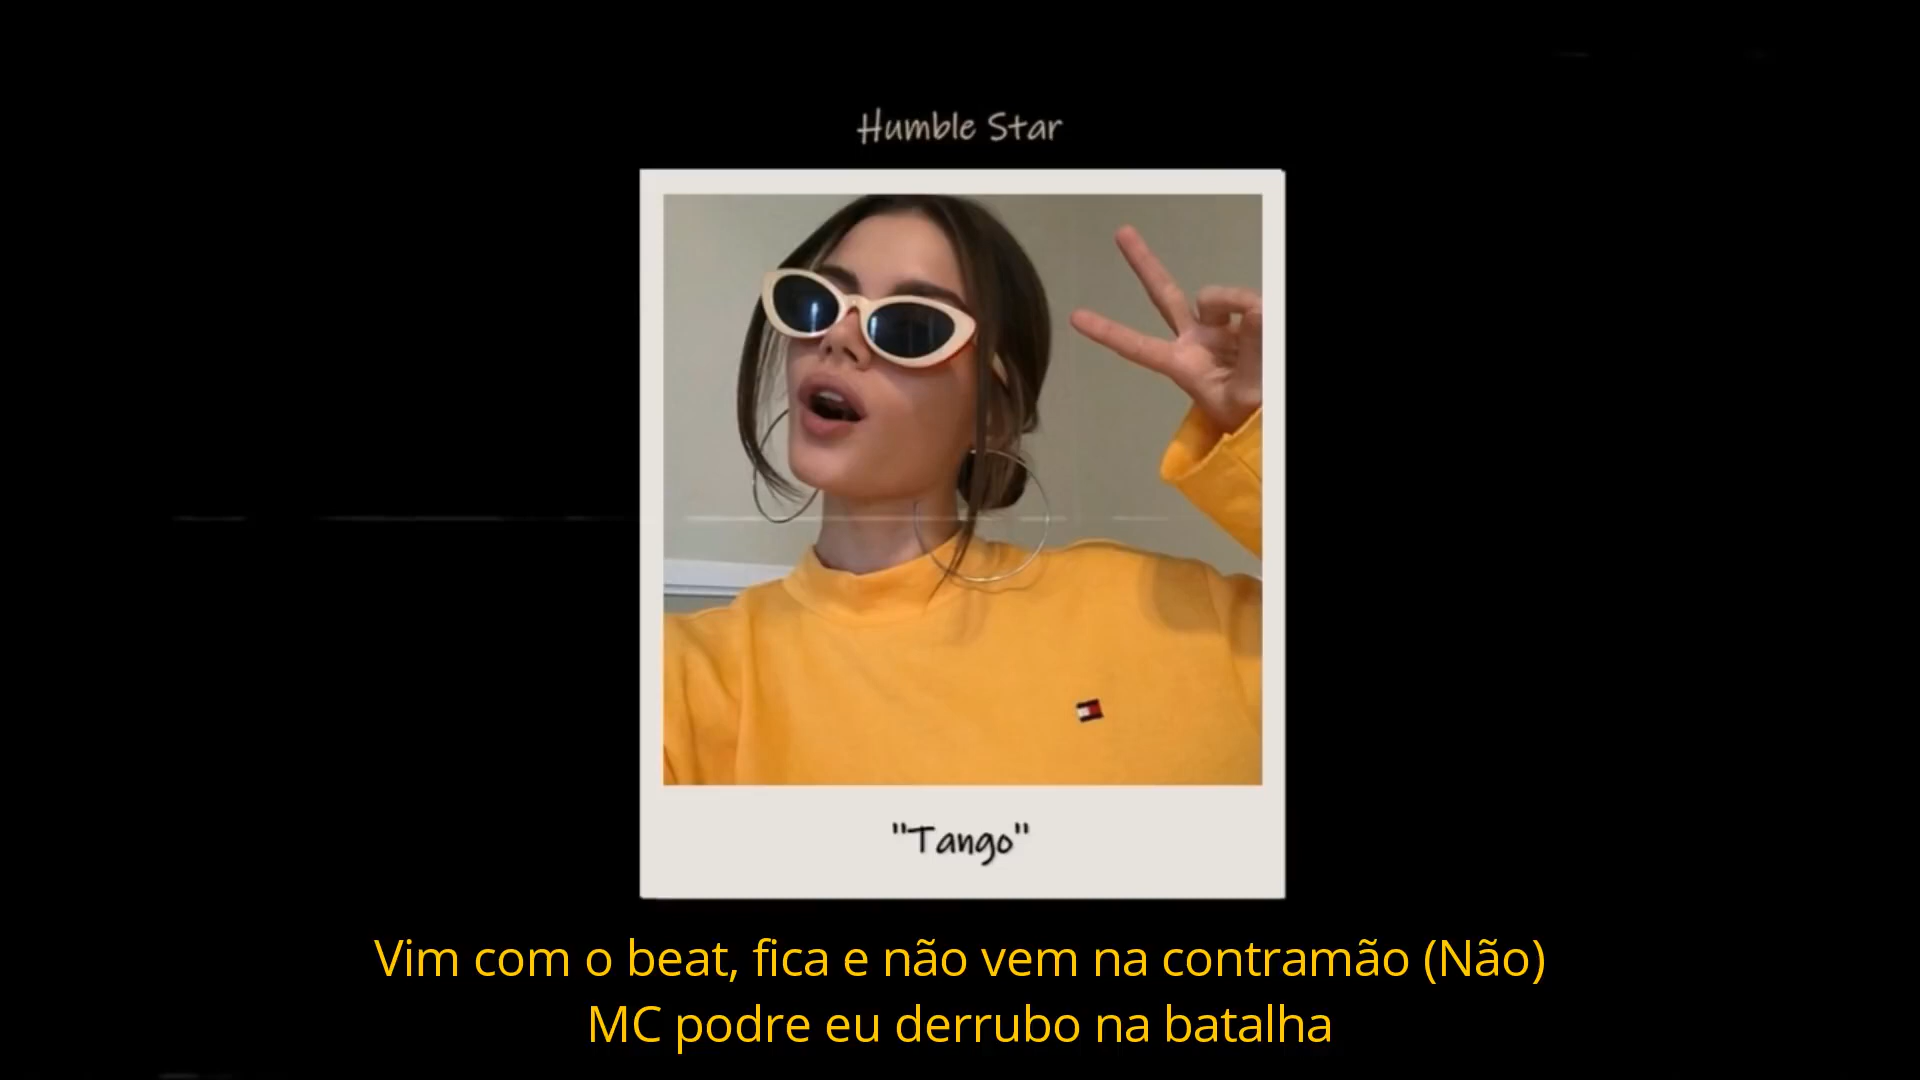 Humble Star
"Tango"
Vim com o beat, fica e não vem na contramão (Não)
MC podre eu derrubo na batalha